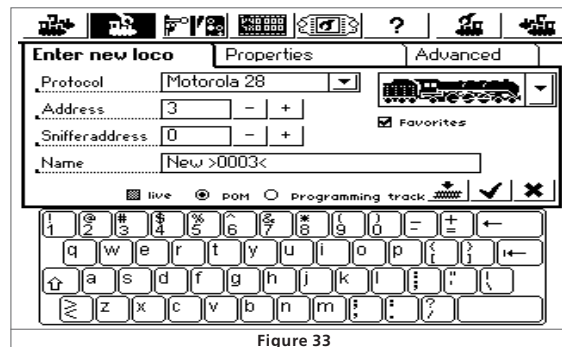 ?
Enter new loco Properties Advanced
Protocol Motorola 28
Address 3 - +
Favorites
Snifferaddress 0 - +
Name New >0003<
live POM Programming track
! @ # $ % ^ & * ( ) _ +
1 2 3 4 5 6 7 8 9 0 - = ←
q w e r t y u i o p { [ } ]
a s d f g h j k l : ; " ' | \
> < z x c v b n m ; , : . ? /
Figure 33